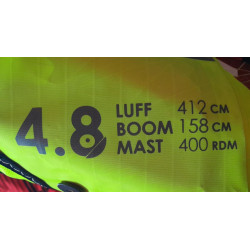 4.8
LUFF 412 CM
BOOM 158 CM
MAST 400 RDM